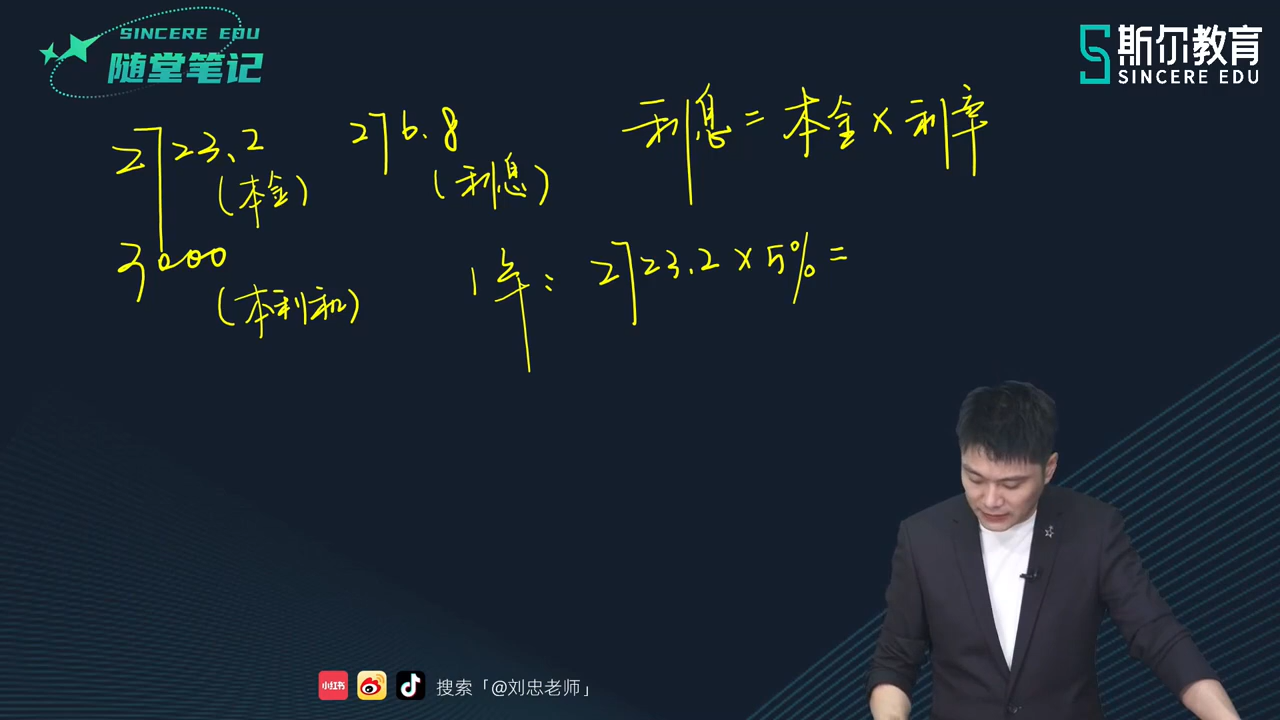 SINCERE EDU
随堂笔记
斯尔教育
SINCERE EDU
2723.2
(本金)
276.8
(利息)
利息 = 本金 × 利率
3000
(本利和)
1年: 2723.2 × 5% =
小红书
搜索「@刘忠老师」